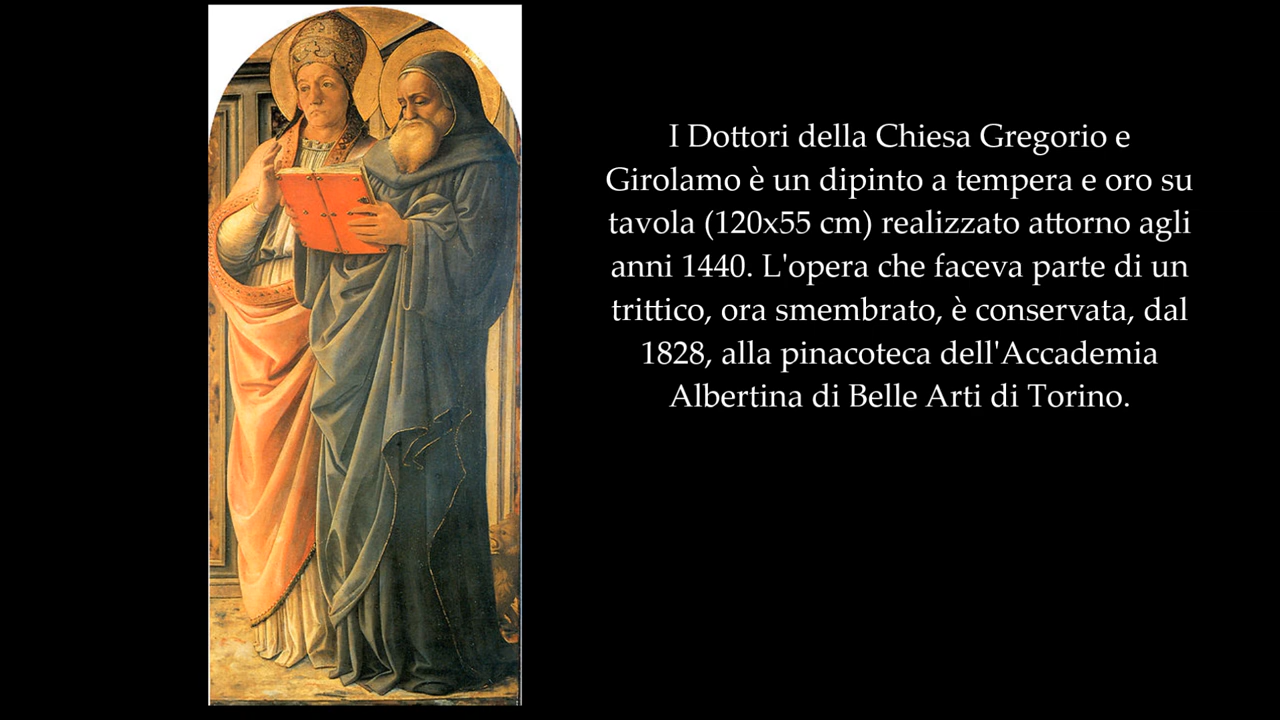 I Dottori della Chiesa Gregorio e
Girolamo è un dipinto a tempera e oro su
tavola (120x55 cm) realizzato attorno agli
anni 1440. L'opera che faceva parte di un
trittico, ora smembrato, è conservata, dal
1828, alla pinacoteca dell'Accademia
Albertina di Belle Arti di Torino.